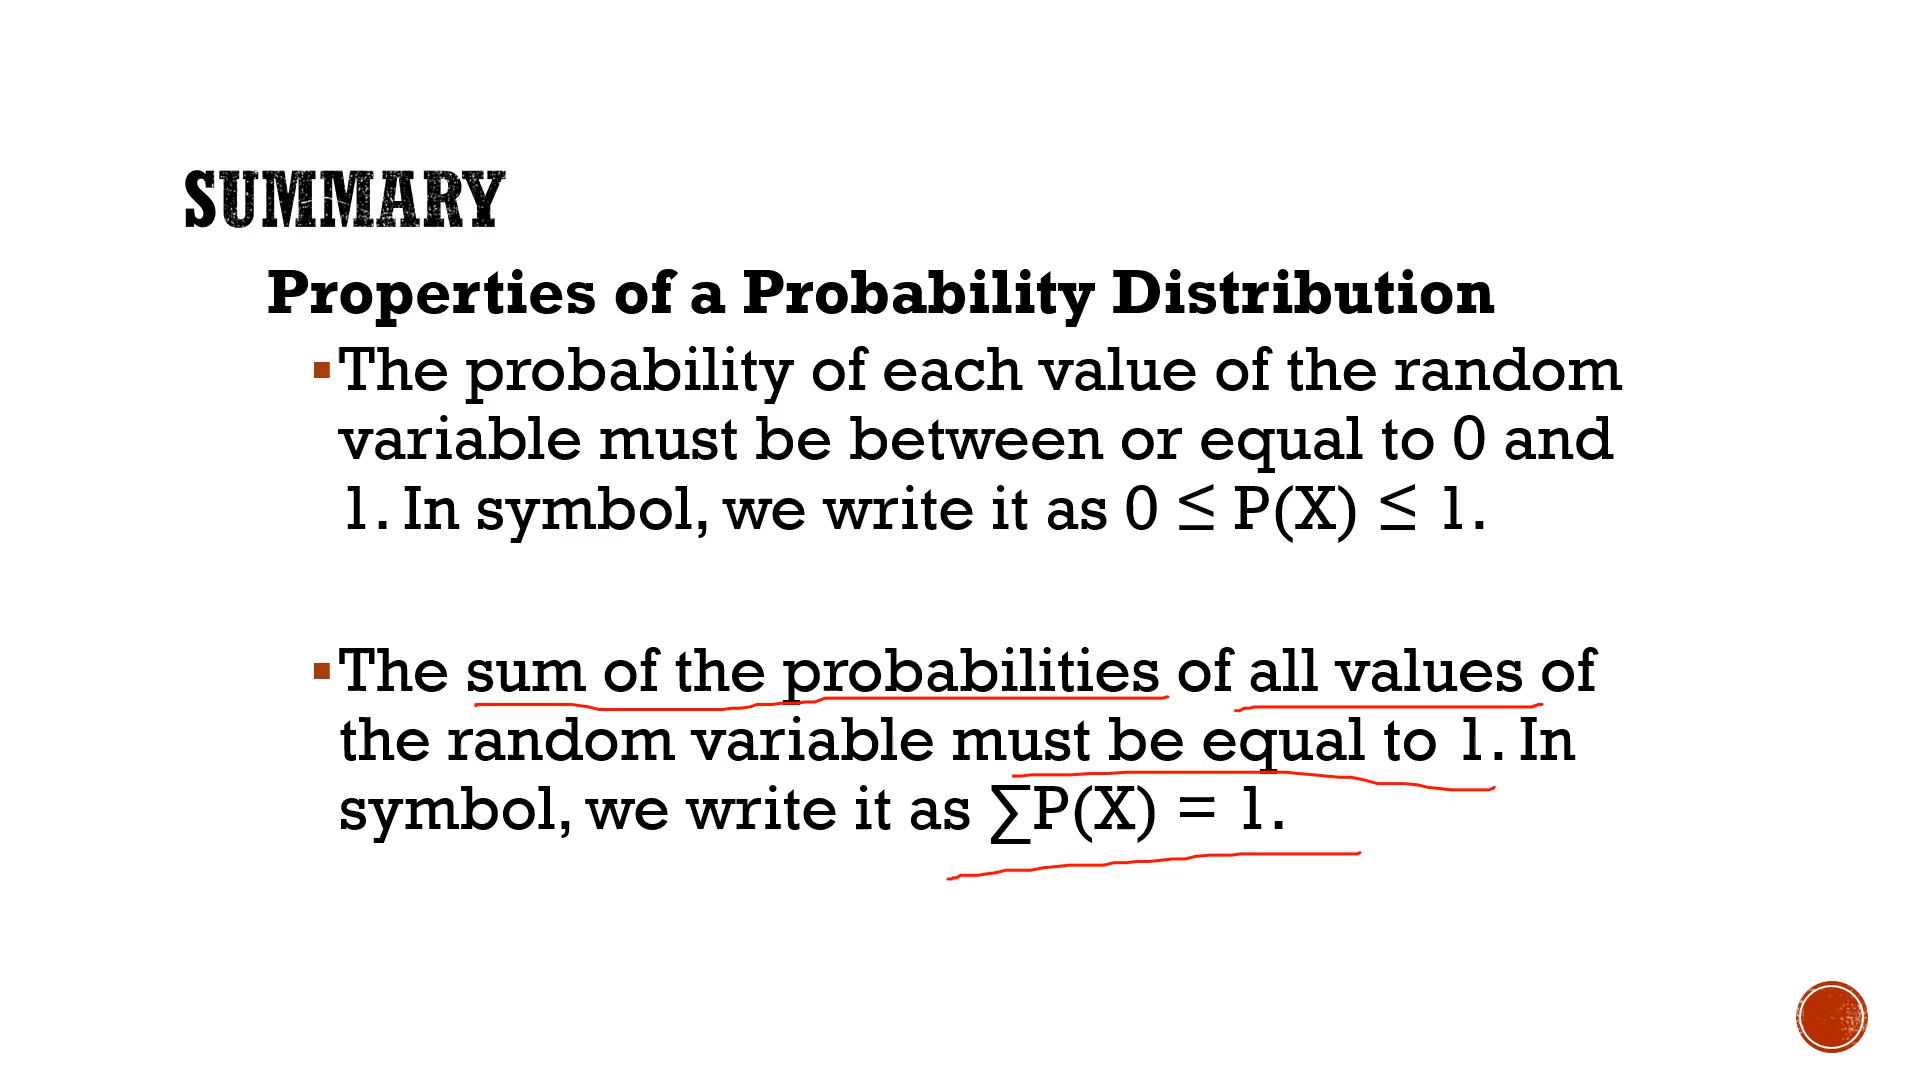 SUMMARY
Properties of a Probability Distribution
▪The probability of each value of the random
variable must be between or equal to 0 and
1. In symbol, we write it as 0 ≤ P(X) ≤ 1.
▪The sum of the probabilities of all values of
the random variable must be equal to 1. In
symbol, we write it as ∑P(X) = 1.